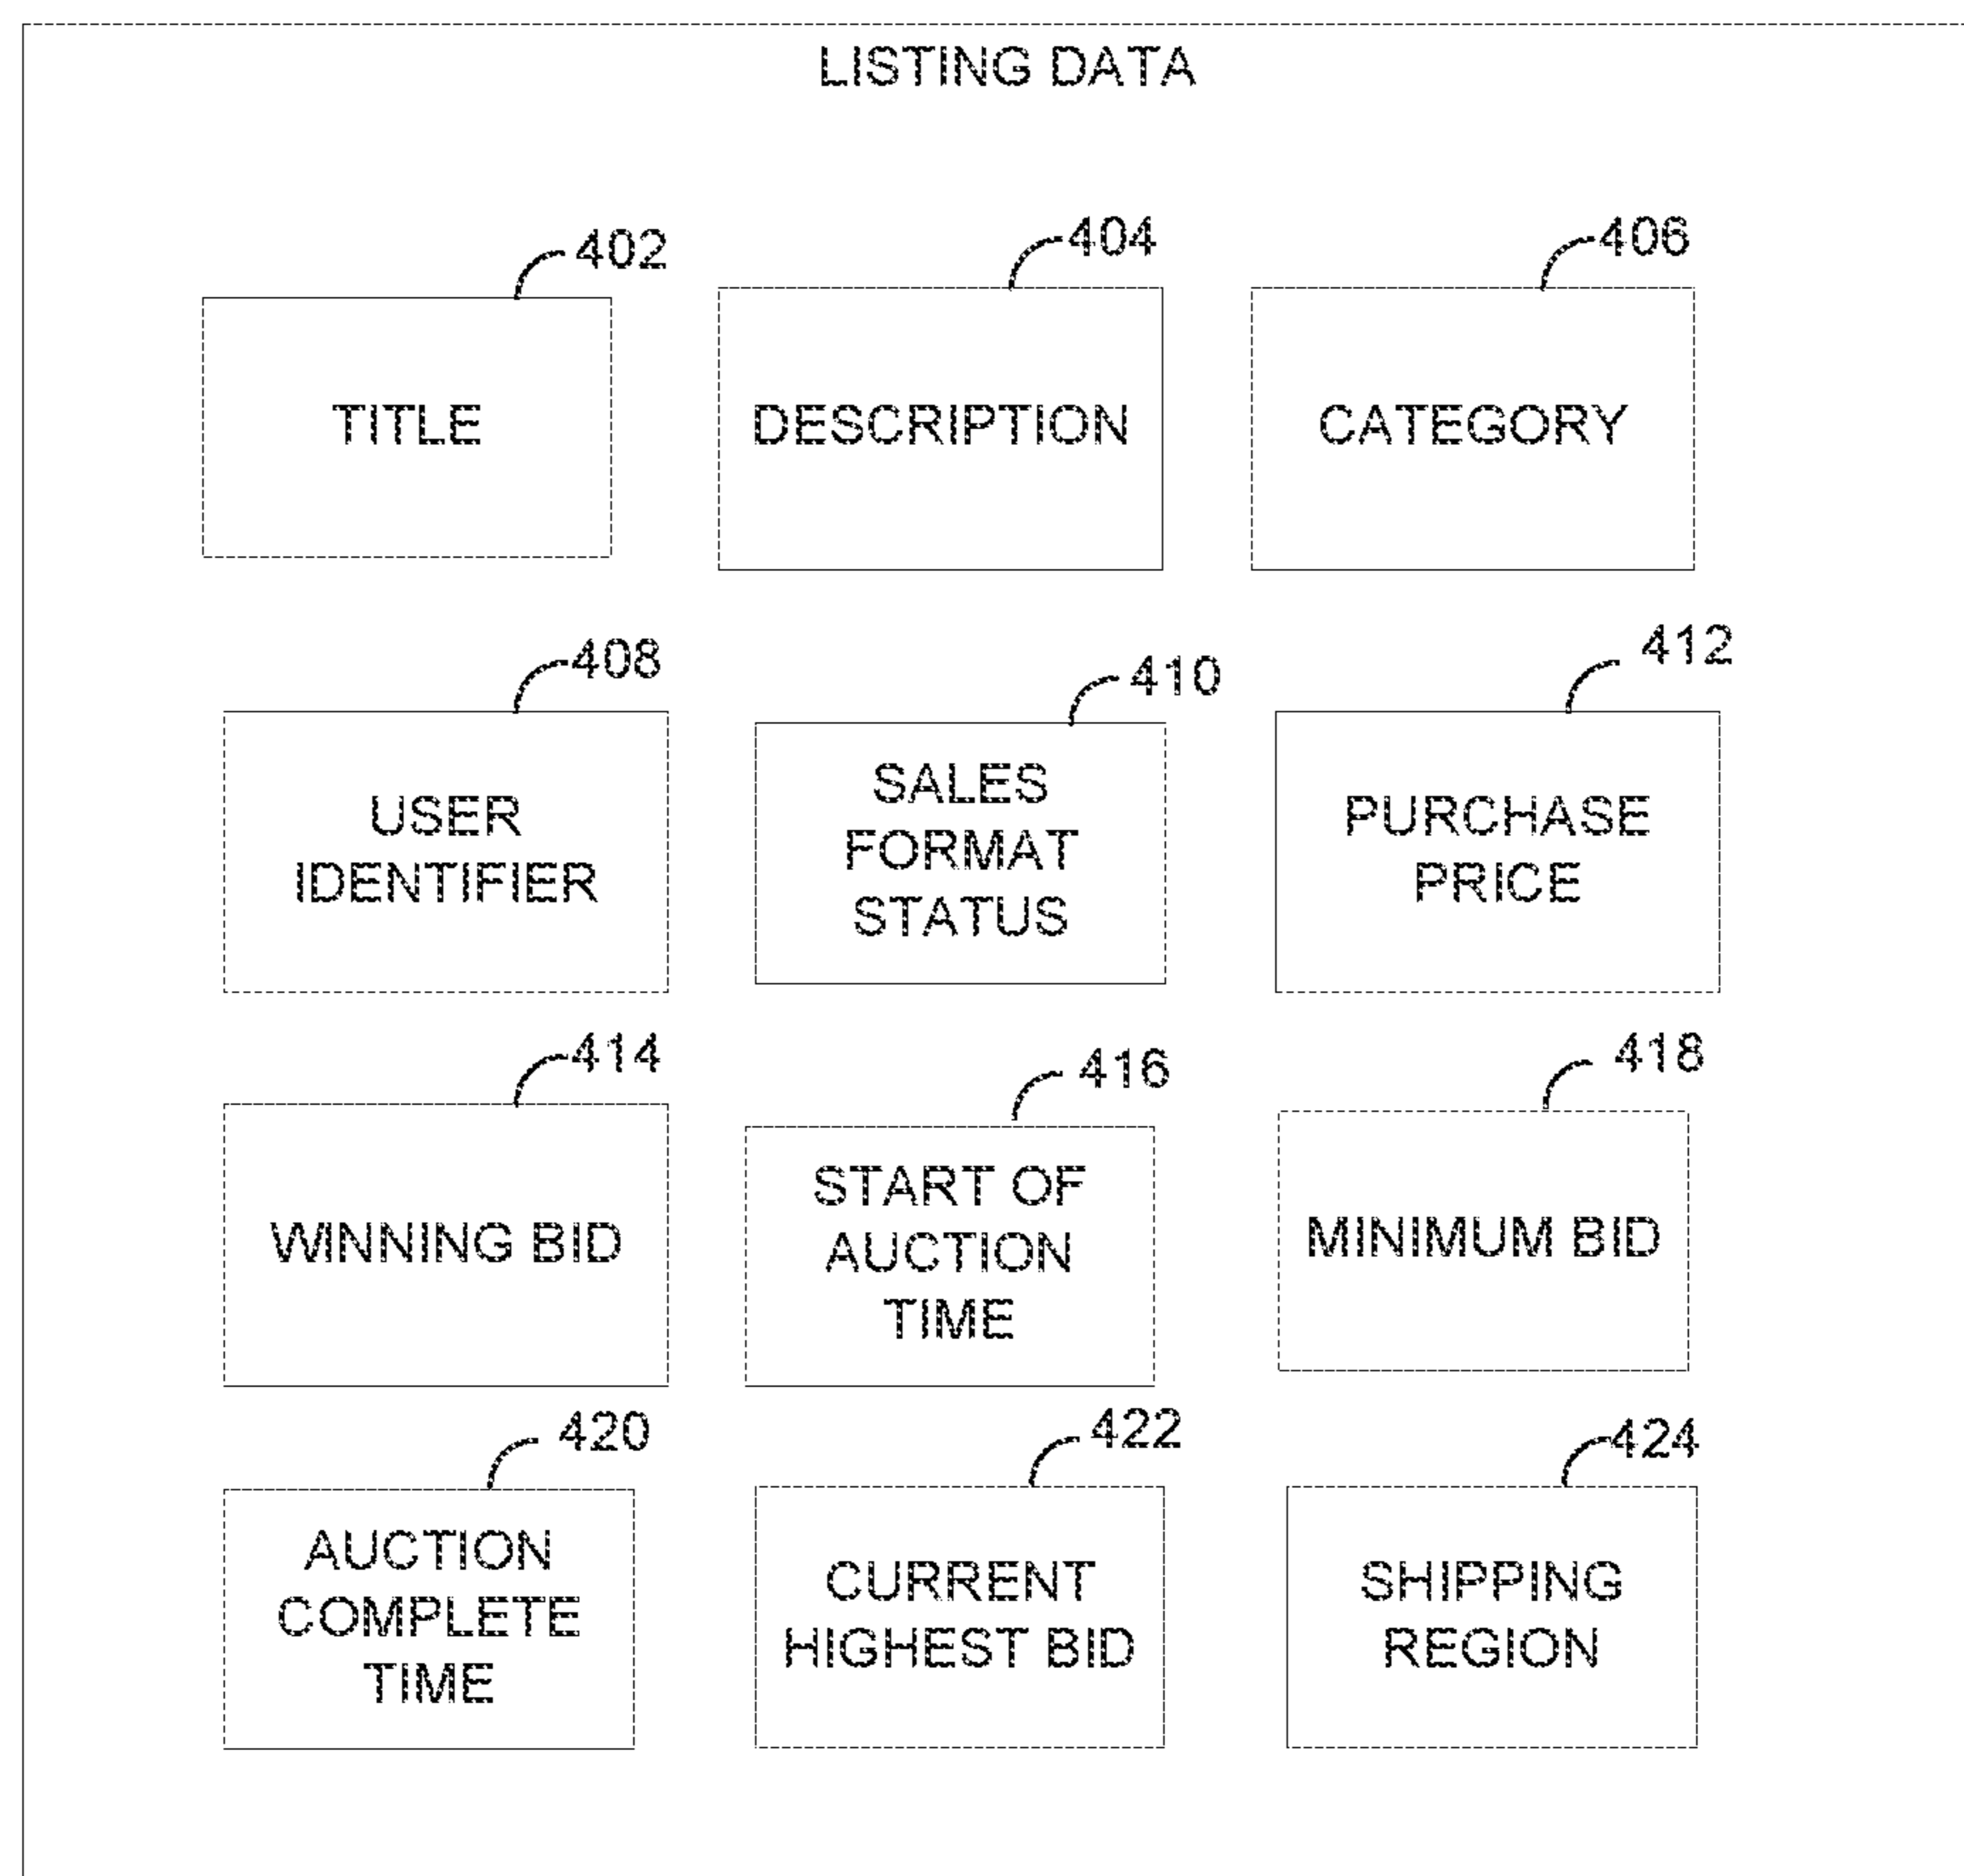 LISTING DATA
402
404
406
TITLE
DESCRIPTION
CATEGORY
408
410
412
USER
IDENTIFIER
SALES
FORMAT
STATUS
PURCHASE
PRICE
414
416
418
WINNING BID
START OF
AUCTION
TIME
MINIMUM BID
420
422
424
AUCTION
COMPLETE
TIME
CURRENT
HIGHEST BID
SHIPPING
REGION